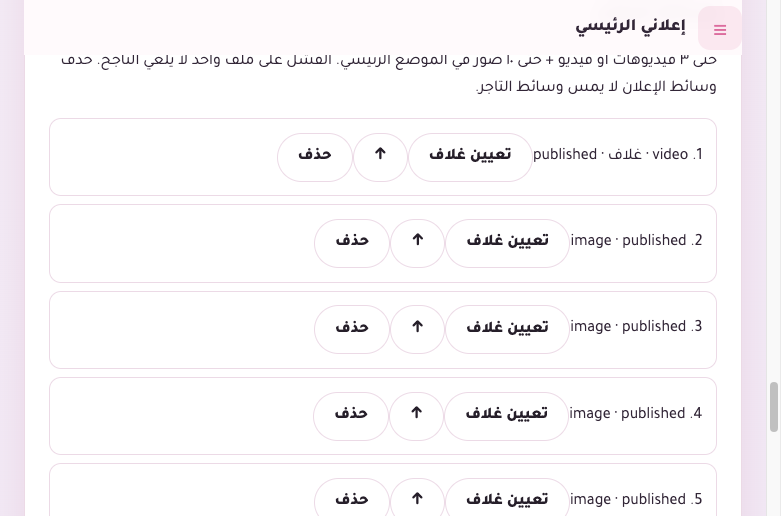 إعلاني الرئيسي
حتى ٣ فيديوهات أو فيديو + حتى ١٠ صور في الموضع الرئيسي. الفشل على ملف واحد لا يلغي الناجح. حذف
وسائط الإعلان لا يمس وسائط التاجر.
1. video · غلاف · published تعيين غلاف ↑ حذف
2. image · published تعيين غلاف ↑ حذف
3. image · published تعيين غلاف ↑ حذف
4. image · published تعيين غلاف ↑ حذف
5. image · published تعيين غلاف ↑ حذف